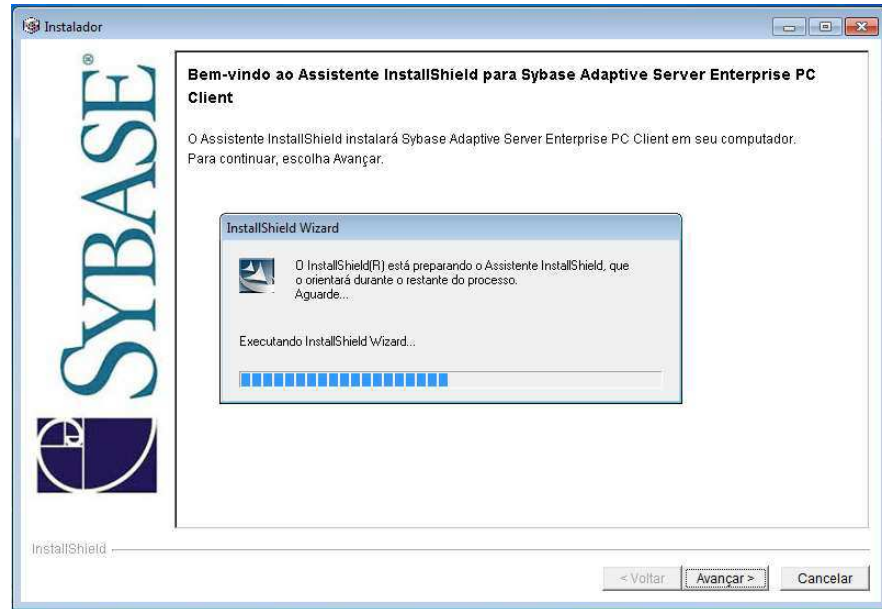 Instalador
SYBASE®
Bem-vindo ao Assistente InstallShield para Sybase Adaptive Server Enterprise PC
Client
O Assistente InstallShield instalará Sybase Adaptive Server Enterprise PC Client em seu computador.
Para continuar, escolha Avançar.
InstallShield Wizard
O InstallShield(R) está preparando o Assistente InstallShield, que
o orientará durante o restante do processo.
Aguarde...
Executando InstallShield Wizard...
InstallShield
< Voltar
Avançar >
Cancelar